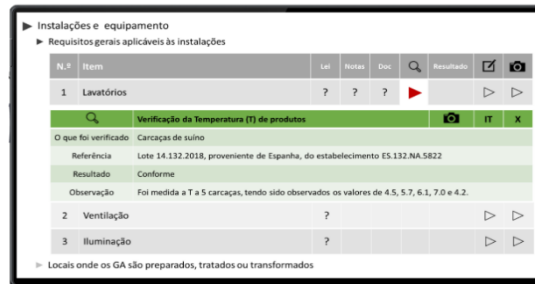 Instalações e equipamento
Requisitos gerais aplicáveis às instalações
N.º Item Lei Notas Doc Resultado
1 Lavatórios ? ? ?
Verificação da Temperatura (T) de produtos IT X
O que foi verificado Carcaças de suíno
Referência Lote 14.132.2018, proveniente de Espanha, do estabelecimento ES.132.NA.5822
Resultado Conforme
Observação Foi medida a T a 5 carcaças, tendo sido observados os valores de 4.5, 5.7, 6.1, 7.0 e 4.2.
2 Ventilação ?
3 Iluminação ?
Locais onde os GA são preparados, tratados ou transformados